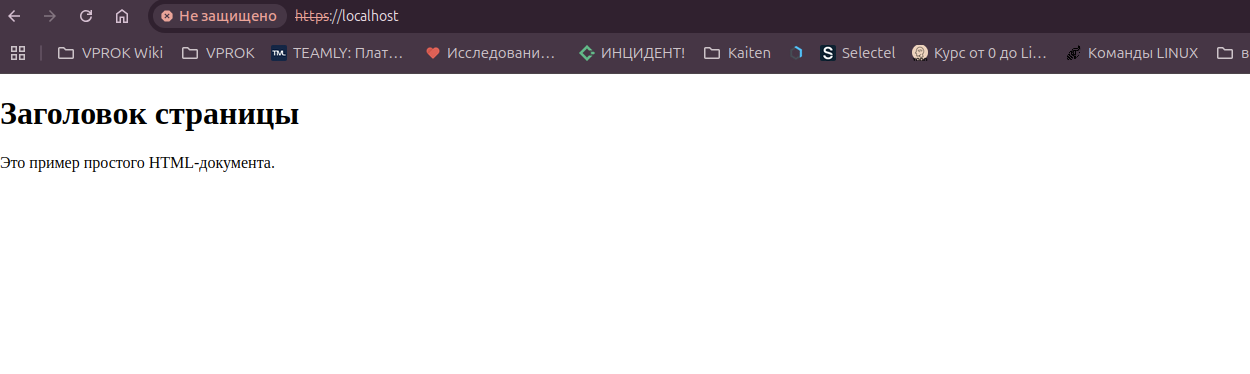 Не защищено https://localhost
VPROK Wiki VPROK TML TEAMLY: Плат... Исследовани... ИНЦИДЕНТ! Kaiten S Selectel Курс от 0 до Li... Команды LINUX в
Заголовок страницы
Это пример простого HTML-документа.